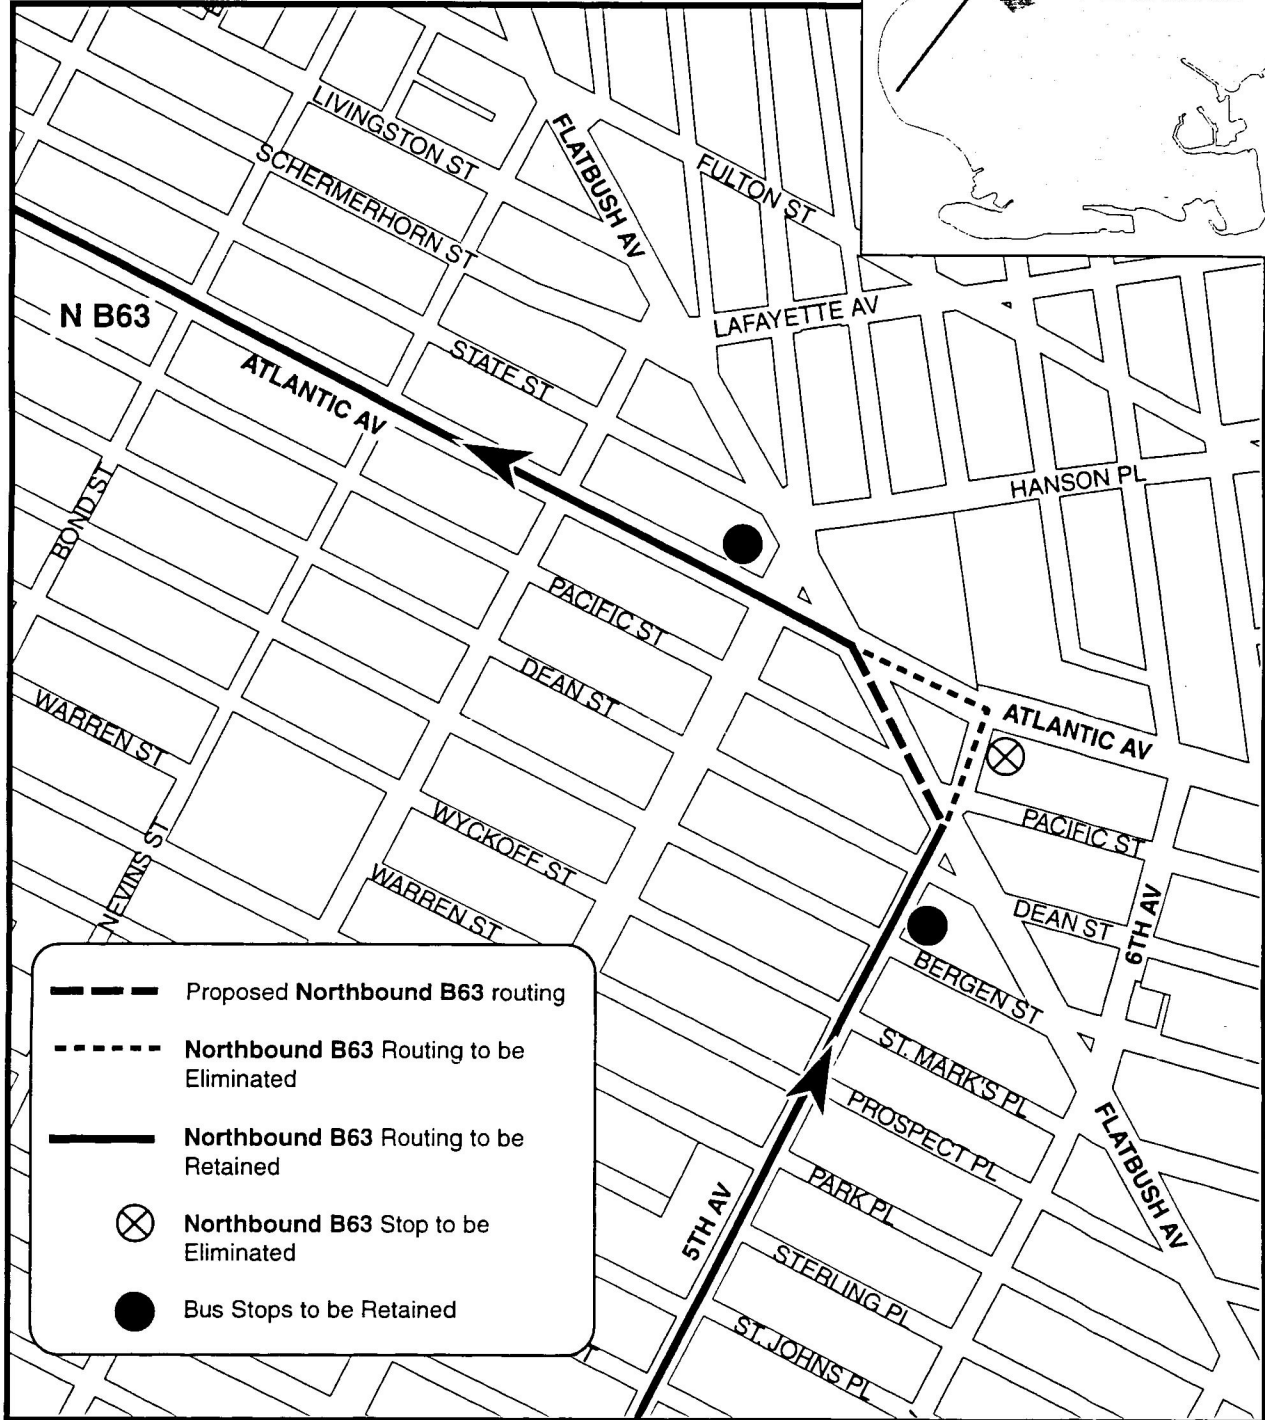 LIVINGSTON ST
SCHERMERHORN ST
FLATBUSH AV
FULTON ST
LAFAYETTE AV
N B63
ATLANTIC AV
STATE ST
HANSON PL
BOND ST
PACIFIC ST
DEAN ST
WARREN ST
ATLANTIC AV
WYCKOFF ST
PACIFIC ST
NEVINS ST
WARREN ST
DEAN ST
6TH AV
BERGEN ST
ST. MARK'S PL
PROSPECT PL
FLATBUSH AV
PARK PL
5TH AV
STERLING PL
ST. JOHNS PL
Proposed Northbound B63 routing
Northbound B63 Routing to be
Eliminated
Northbound B63 Routing to be
Retained
Northbound B63 Stop to be
Eliminated
Bus Stops to be Retained